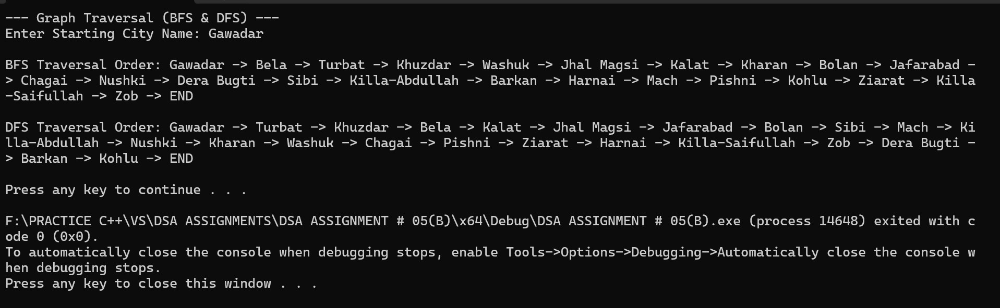 --- Graph Traversal (BFS & DFS) ---
Enter Starting City Name: Gawadar
BFS Traversal Order: Gawadar -> Bela -> Turbat -> Khuzdar -> Washuk -> Jhal Magsi -> Kalat -> Kharan -> Bolan -> Jafarabad -
> Chagai -> Nushki -> Dera Bugti -> Sibi -> Killa-Abdullah -> Barkan -> Harnai -> Mach -> Pishni -> Kohlu -> Ziarat -> Killa
-Saifullah -> Zob -> END
DFS Traversal Order: Gawadar -> Turbat -> Khuzdar -> Bela -> Kalat -> Jhal Magsi -> Jafarabad -> Bolan -> Sibi -> Mach -> Ki
lla-Abdullah -> Nushki -> Kharan -> Washuk -> Chagai -> Pishni -> Ziarat -> Harnai -> Killa-Saifullah -> Zob -> Dera Bugti -
> Barkan -> Kohlu -> END
Press any key to continue . . .
F:\PRACTICE C++\VS\DSA ASSIGNMENTS\DSA ASSIGNMENT # 05(B)\x64\Debug\DSA ASSIGNMENT # 05(B).exe (process 14648) exited with c
ode 0 (0x0).
To automatically close the console when debugging stops, enable Tools->Options->Debugging->Automatically close the console w
hen debugging stops.
Press any key to close this window . . .